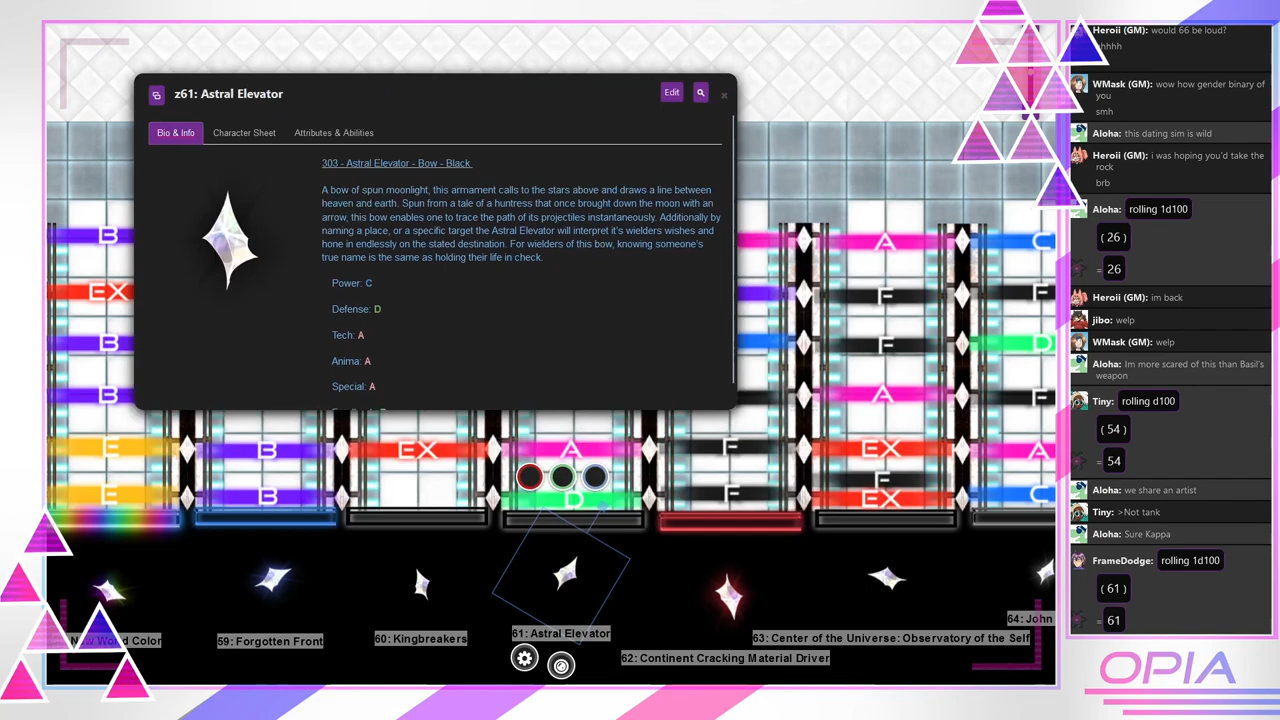 z61: Astral Elevator
Edit
Bio & Info
Character Sheet
Attributes & Abilities
303 - Astral Elevator - Bow - Black
A bow of spun moonlight, this armament calls to the stars above and draws a line between
heaven and earth. Spun from a tale of a huntress that once brought down the moon with an
arrow, this bow enables one to trace the path of its projectiles instantaneously. Additionally by
naming a place, or a specific target the Astral Elevator will interpret it's wielders wishes and
hone in endlessly on the stated destination. For wielders of this bow, knowing someone's
true name is the same as holding their life in check.
Power: C
Defense: D
Tech: A
Anima: A
Special: A
B
EX
B
B
E
E
B
B
EX
A
D
F
F
A
F
F
A
EX
F
EX
C
F
D
F
A
C
New World Color
59: Forgotten Front
60: Kingbreakers
61: Astral Elevator
62: Continent Cracking Material Driver
63: Center of the Universe: Observatory of the Self
64: John
Heroii (GM): would 66 be loud?
hhhh
WMask (GM): wow how gender binary of
you
smh
Aloha: this dating sim is wild
Heroii (GM): i was hoping you'd take the
rock
brb
Aloha: rolling 1d100
(26)
=26
Heroii (GM): im back
jibo: welp
WMask (GM): welp
Aloha: Im more scared of this than Basil's
weapon
Tiny: rolling d100
(54)
=54
Aloha: we share an artist
Tiny: >Not tank
Aloha: Sure Kappa
FrameDodge: rolling 1d100
(61)
=61
OPIA